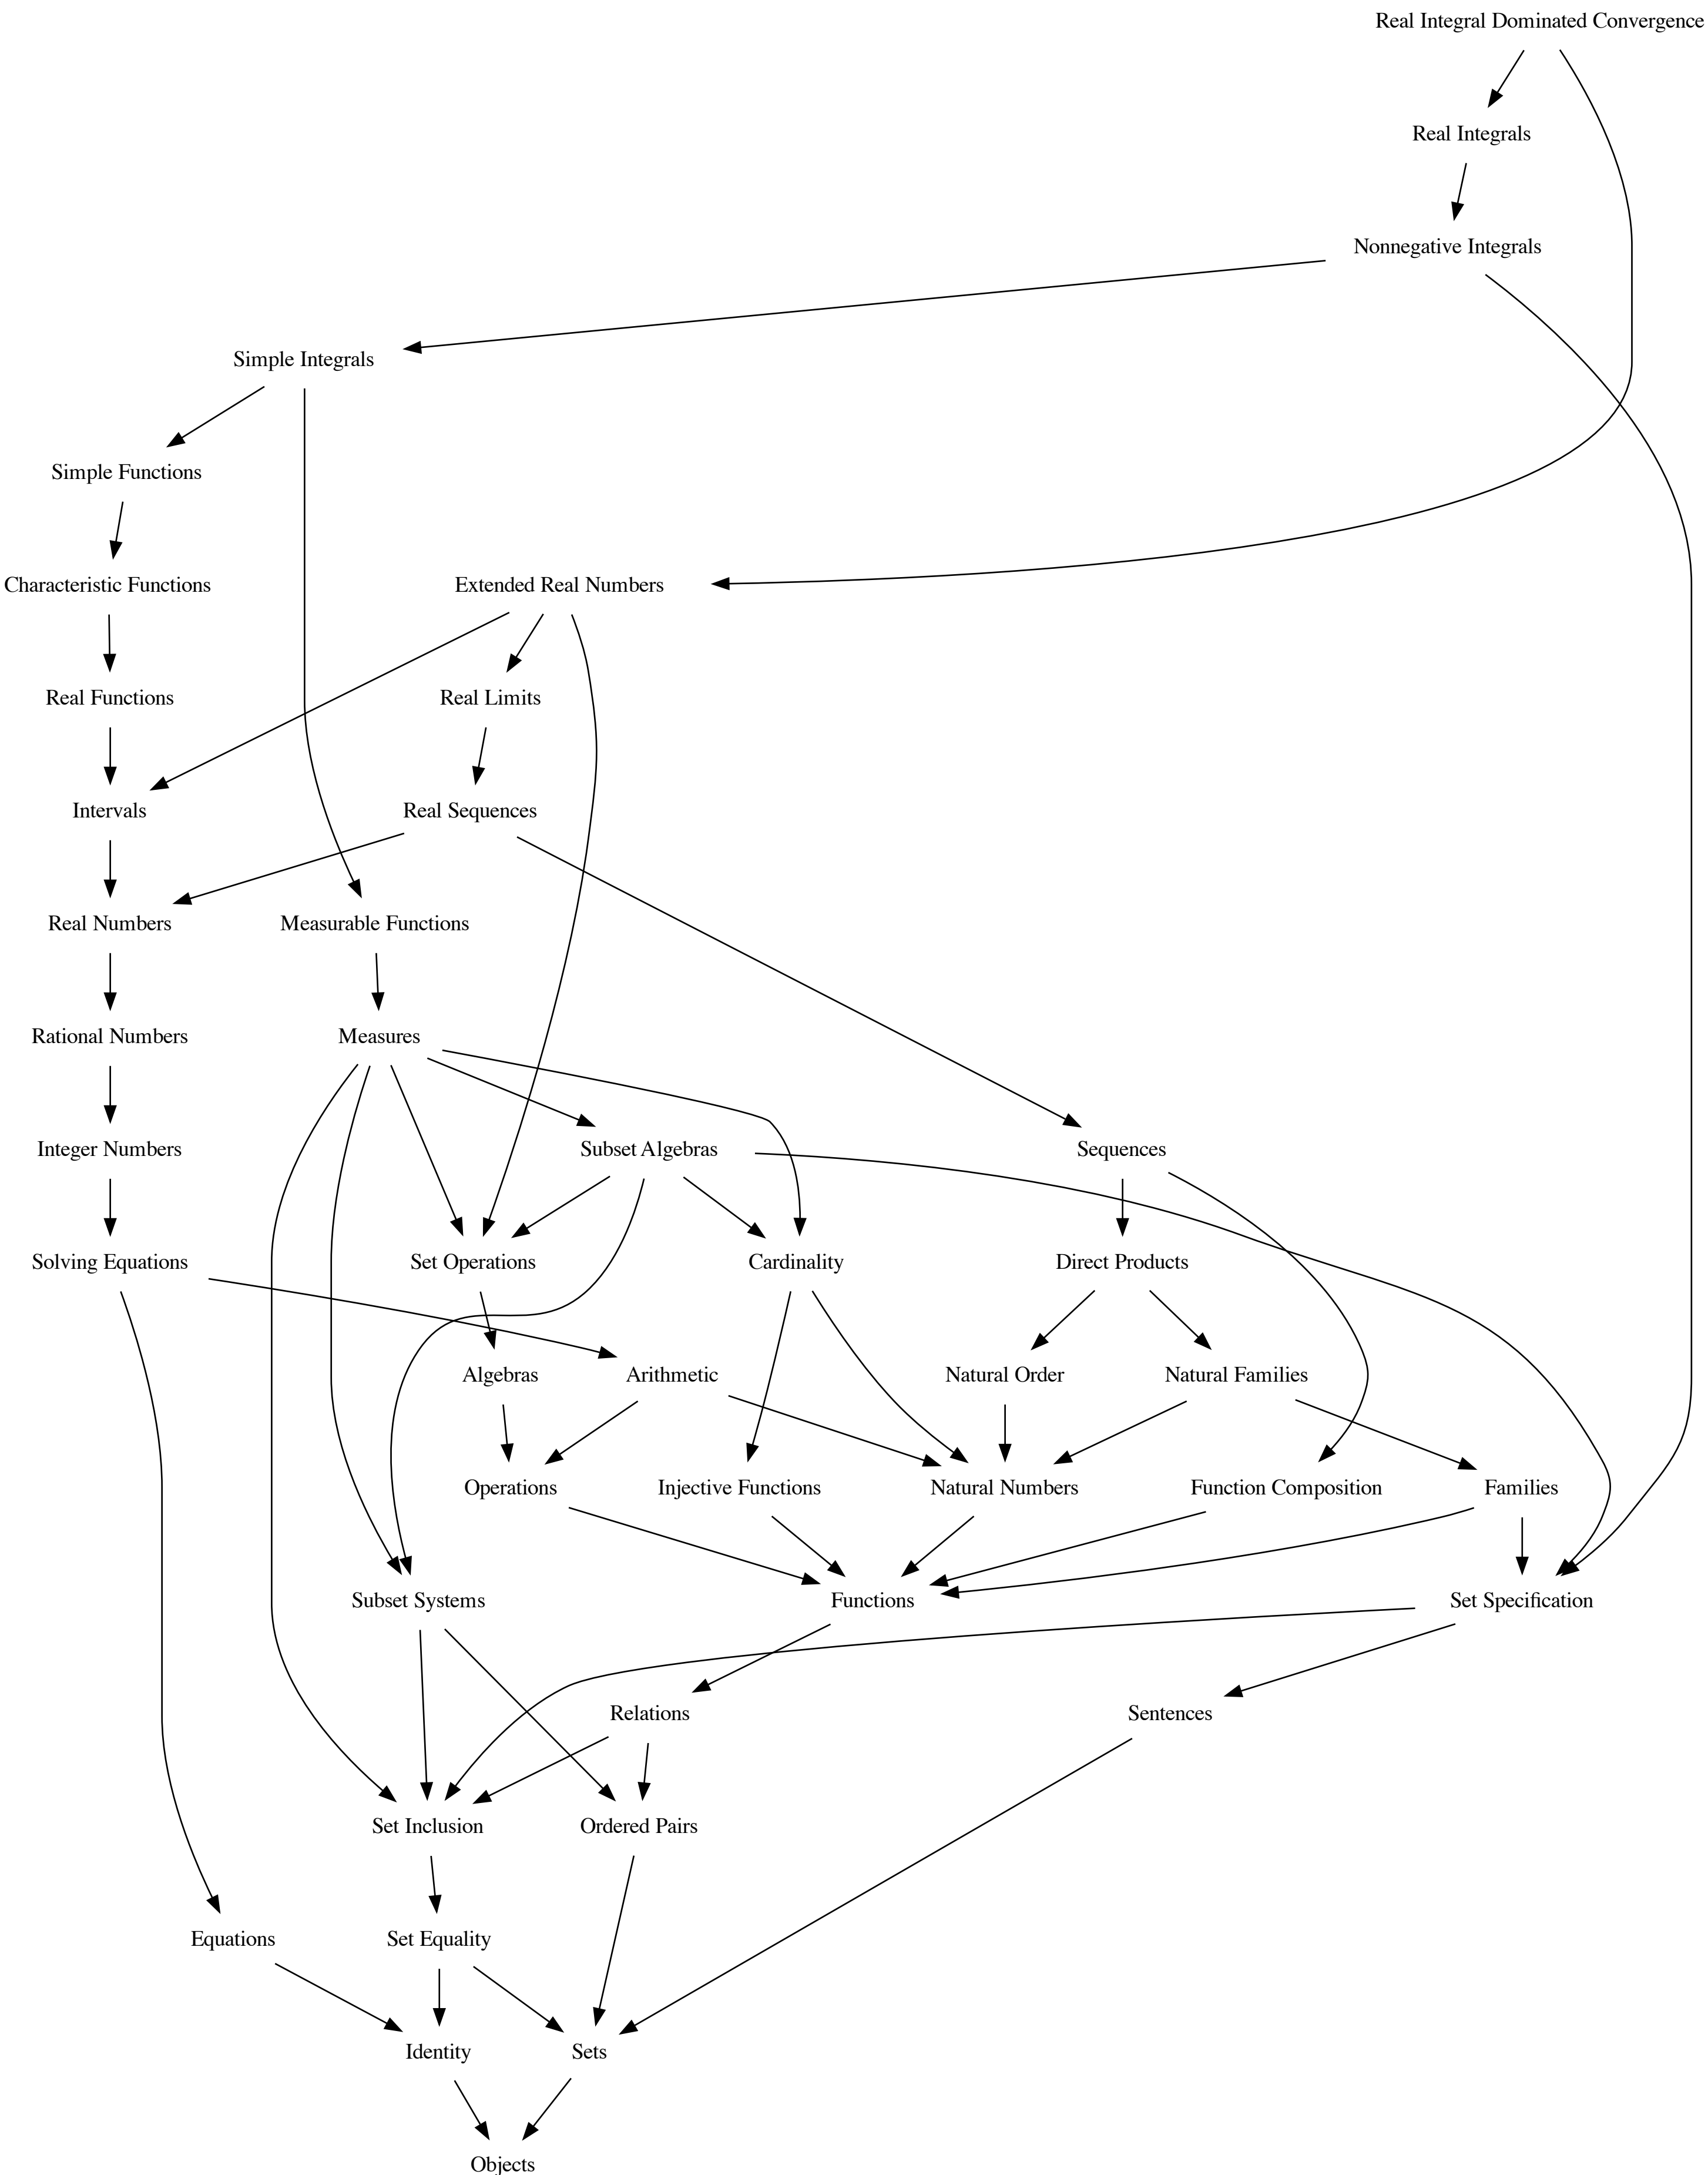 Real Integral Dominated Convergence
Real Integrals
Nonnegative Integrals
Simple Integrals
Simple Functions
Characteristic Functions
Extended Real Numbers
Real Functions
Real Limits
Intervals
Real Sequences
Real Numbers
Measurable Functions
Rational Numbers
Measures
Integer Numbers
Subset Algebras
Sequences
Solving Equations
Set Operations
Cardinality
Direct Products
Algebras
Arithmetic
Natural Order
Natural Families
Operations
Injective Functions
Natural Numbers
Function Composition
Families
Subset Systems
Functions
Set Specification
Relations
Sentences
Set Inclusion
Ordered Pairs
Equations
Set Equality
Identity
Sets
Objects